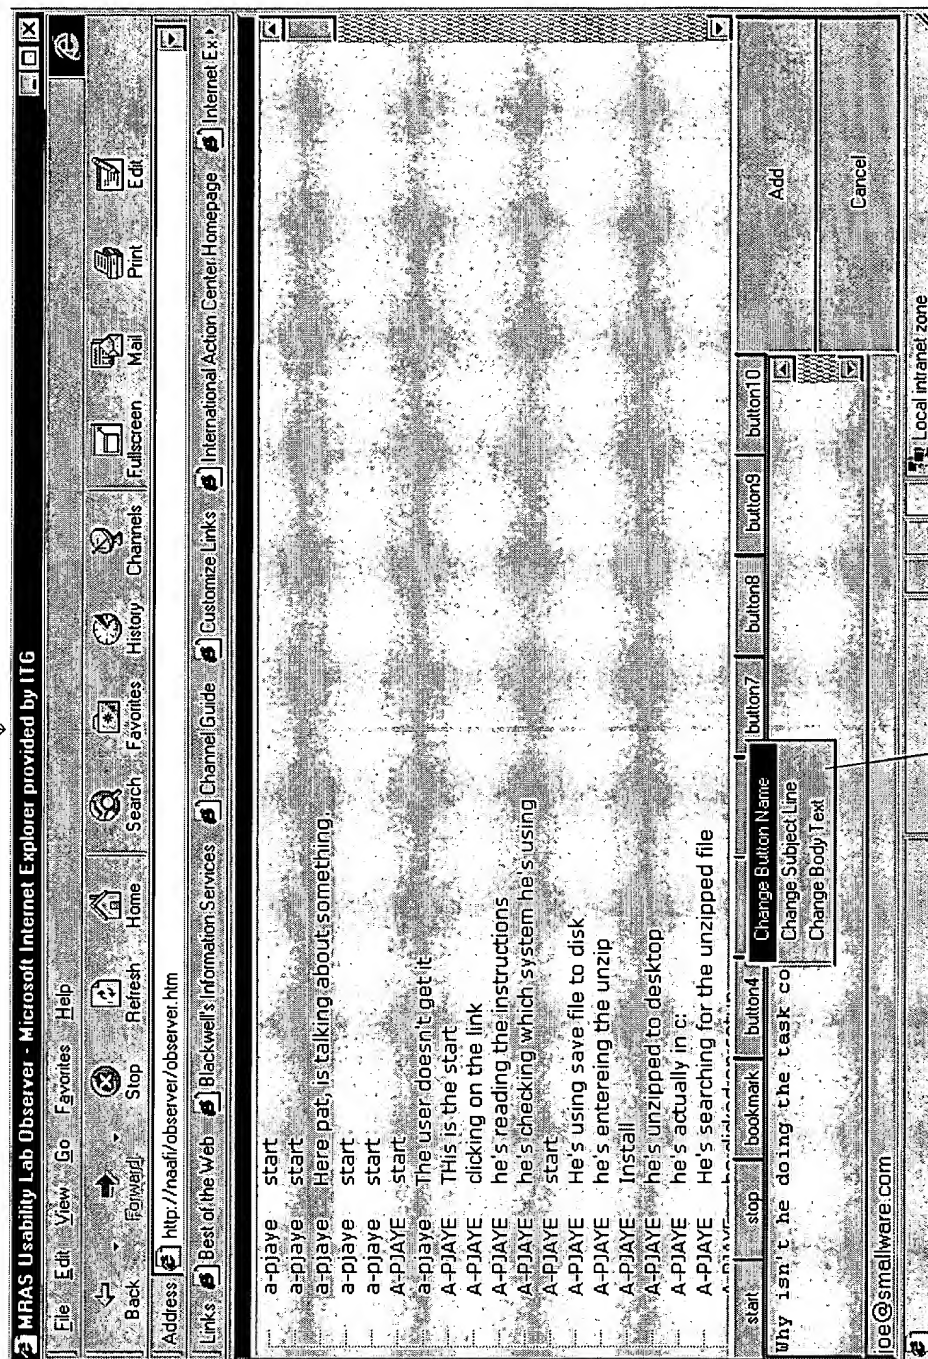 MRAS Usability Lab Observer - Microsoft Internet Explorer provided by ITG
File Edit View Go Favorites Help
Back Forward Stop Refresh Home Search Favorites History Channels Fullscreen Mail Print Edit
Address http://naafi/observer/observer.htm
Links Best of the Web Blackwell's Information Services Channel Guide Customize Links International Action Center Homepage Internet Ex
a-pjaye start
a-pjaye start
a-pjaye Here pat, is talking about something
a-pjaye start
a-pjaye start
A-PJAYE start
a-pjaye The user doesn't get it
A-PJAYE THis is the start
A-PJAYE clicking on the link
A-PJAYE he's reading the instructions
A-PJAYE he's checking which system he's using
A-PJAYE start
A-PJAYE He's using save file to disk
A-PJAYE he's entereing the unzip
A-PJAYE Install
A-PJAYE he's unzipped to desktop
A-PJAYE he's actually in c:
A-PJAYE He's searching for the unzipped file
start stop bookmark button4 button7 button8 button9 button10
Change Button Name
Change Subject Line
Change Body Text
Why isn't he doing the task co
Add
Cancel
joe@smallware.com
Local intranet zone